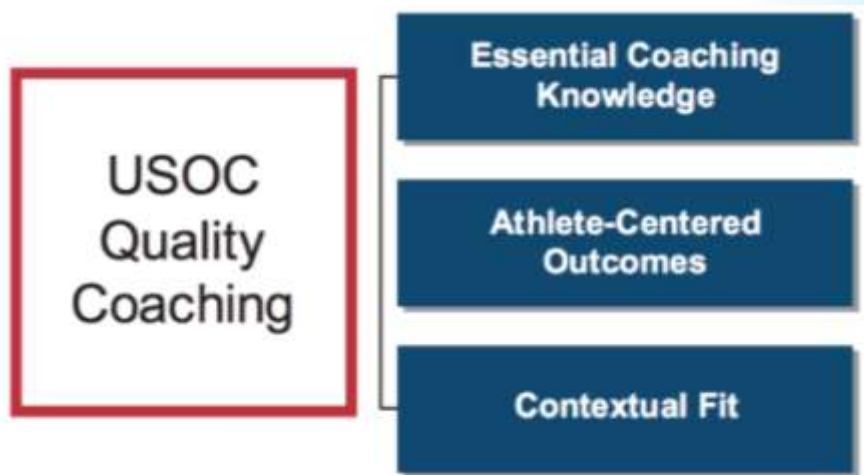 USOC
Quality
Coaching
Essential Coaching
Knowledge
Athlete-Centered
Outcomes
Contextual Fit